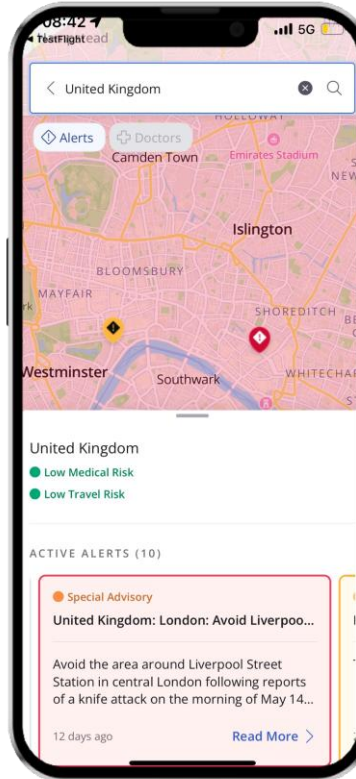 08:42
TestFlight
5G
United Kingdom
HOLLOWAY
Alerts
Doctors
Camden Town
Emirates Stadium
NEW
Islington
BLOOMSBURY
MAYFAIR
SHOREDITCH
BE
Westminster
Southwark
WHITECHA
United Kingdom
Low Medical Risk
Low Travel Risk
ACTIVE ALERTS (10)
Special Advisory
United Kingdom: London: Avoid Liverpoo...
Avoid the area around Liverpool Street
Station in central London following reports
of a knife attack on the morning of May 14...
12 days ago
Read More